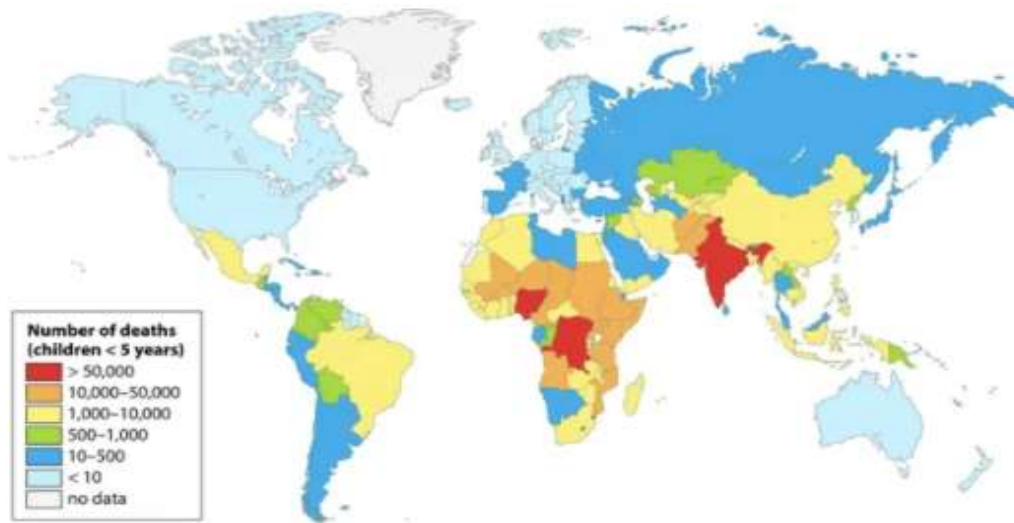 Number of deaths
(children < 5 years)
> 50,000
10,000–50,000
1,000–10,000
500–1,000
10–500
< 10
no data